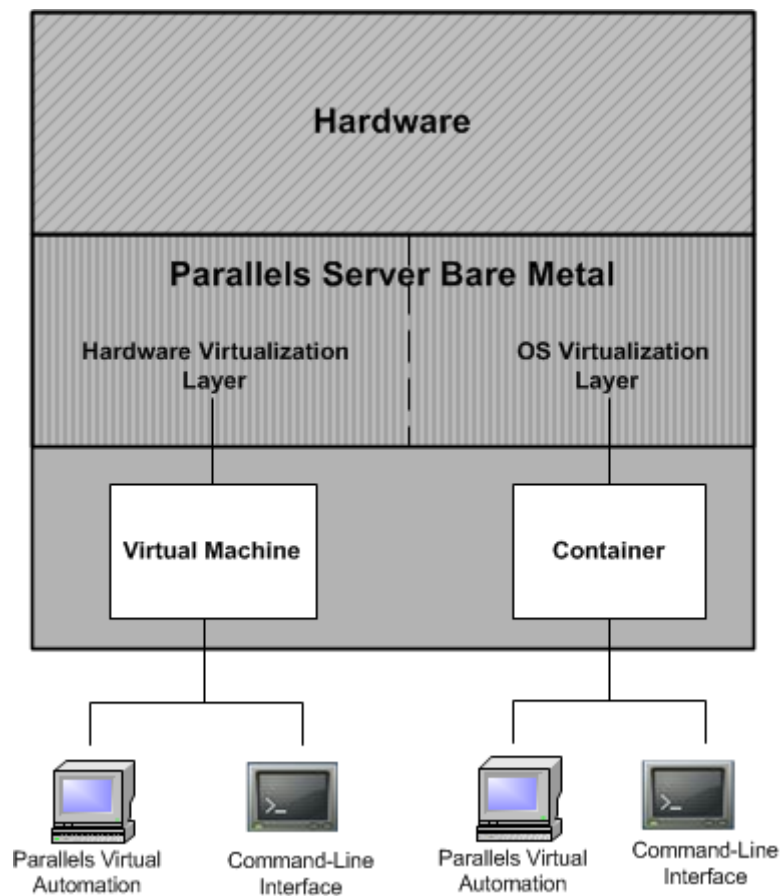 Hardware
Parallels Server Bare Metal
Hardware Virtualization
Layer
OS Virtualization
Layer
Virtual Machine
Container
>_
>_
Parallels Virtual
Automation
Command-Line
Interface
Parallels Virtual
Automation
Command-Line
Interface